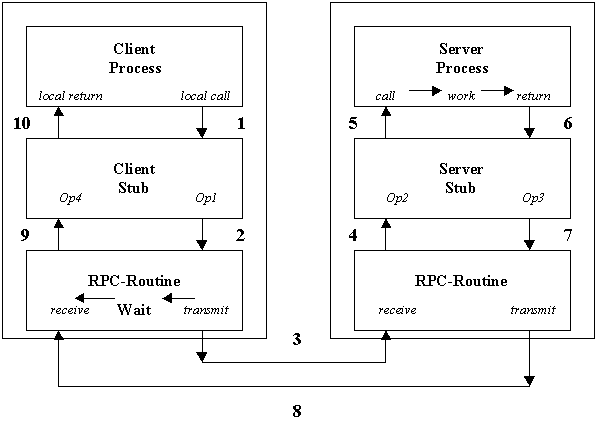 Client
Process
local return
local call
10
1
Client
Stub
Op4
Op1
9
2
RPC-Routine
receive
Wait
transmit
Server
Process
call
work
return
5
6
Server
Stub
Op2
Op3
4
7
RPC-Routine
receive
transmit
3
8